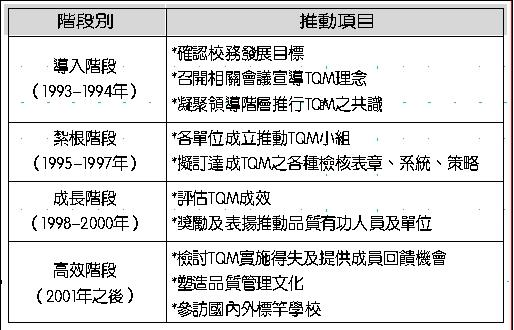 階段別 推動項目
導入階段
（1993-1994年）
*確認校務發展目標
*召開相關會議宣導TQM理念
*凝聚領導階層推行TQM之共識
紮根階段
（1995-1997年）
*各單位成立推動TQM小組
*擬訂達成TQM之各種檢核表章、系統、策略
成長階段
（1998-2000年）
*評估TQM成效
*獎勵及表揚推動品質有功人員及單位
高效階段
（2001年之後）
*檢討TQM實施得失及提供成員回饋機會
*塑造品質管理文化
*參訪國內外標竿學校